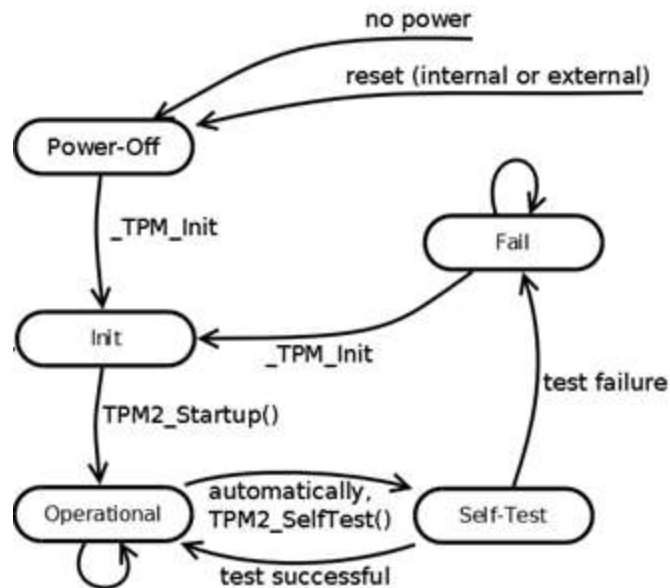 no power
reset (internal or external)
Power-Off
_TPM_Init
Fail
Init
_TPM_Init
test failure
TPM2_Startup()
Operational
automatically,
TPM2_SelfTest()
Self-Test
test successful